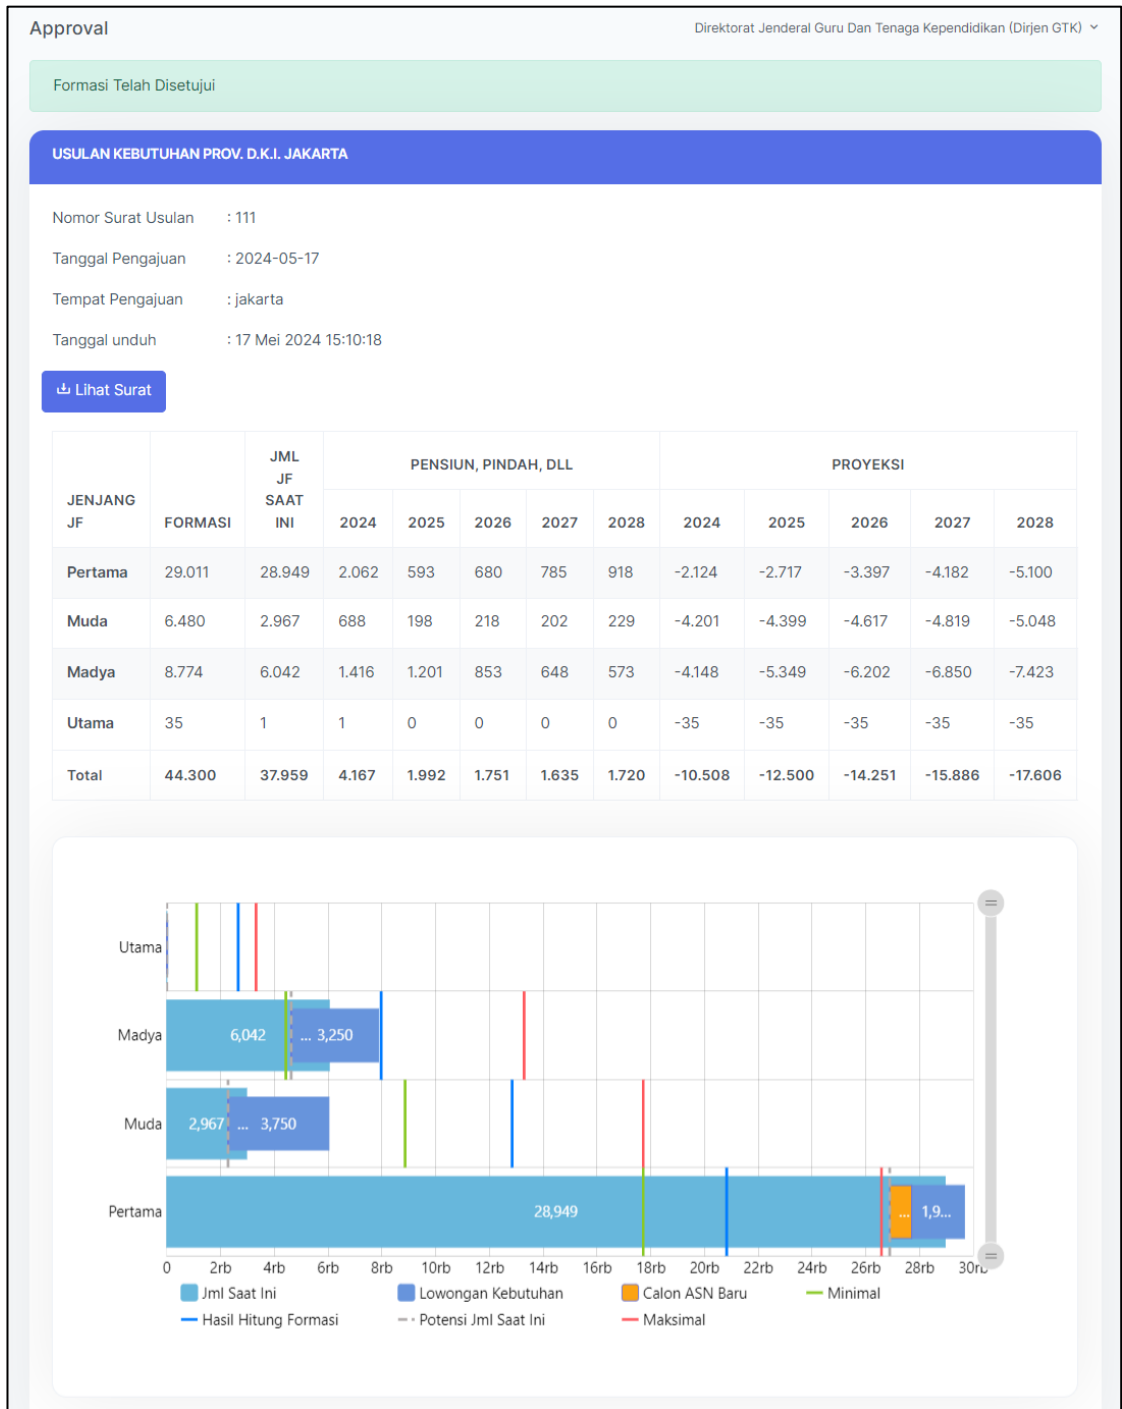 Approval
Direktorat Jenderal Guru Dan Tenaga Kependidikan (Dirjen GTK)
Formasi Telah Disetujui
USULAN KEBUTUHAN PROV. D.K.I. JAKARTA
Nomor Surat Usulan : 111
Tanggal Pengajuan : 2024-05-17
Tempat Pengajuan : jakarta
Tanggal unduh : 17 Mei 2024 15:10:18
Lihat Surat
JENJANG JF FORMASI JML JF SAAT INI PENSIUN, PINDAH, DLL PROYEKSI
2024 2025 2026 2027 2028 2024 2025 2026 2027 2028
Pertama 29.011 28.949 2.062 593 680 785 918 -2.124 -2.717 -3.397 -4.182 -5.100
Muda 6.480 2.967 688 198 218 202 229 -4.201 -4.399 -4.617 -4.819 -5.048
Madya 8.774 6.042 1.416 1.201 853 648 573 -4.148 -5.349 -6.202 -6.850 -7.423
Utama 35 1 1 0 0 0 0 -35 -35 -35 -35 -35
Total 44.300 37.959 4.167 1.992 1.751 1.635 1.720 -10.508 -12.500 -14.251 -15.886 -17.606
Utama
Madya 6,042 ... 3,250
Muda 2,967 ... 3,750
Pertama 28,949 ... 1,9...
0 2rb 4rb 6rb 8rb 10rb 12rb 14rb 16rb 18rb 20rb 22rb 24rb 26rb 28rb 30rb
Jml Saat Ini Lowongan Kebutuhan Calon ASN Baru Minimal
Hasil Hitung Formasi Potensi Jml Saat Ini Maksimal